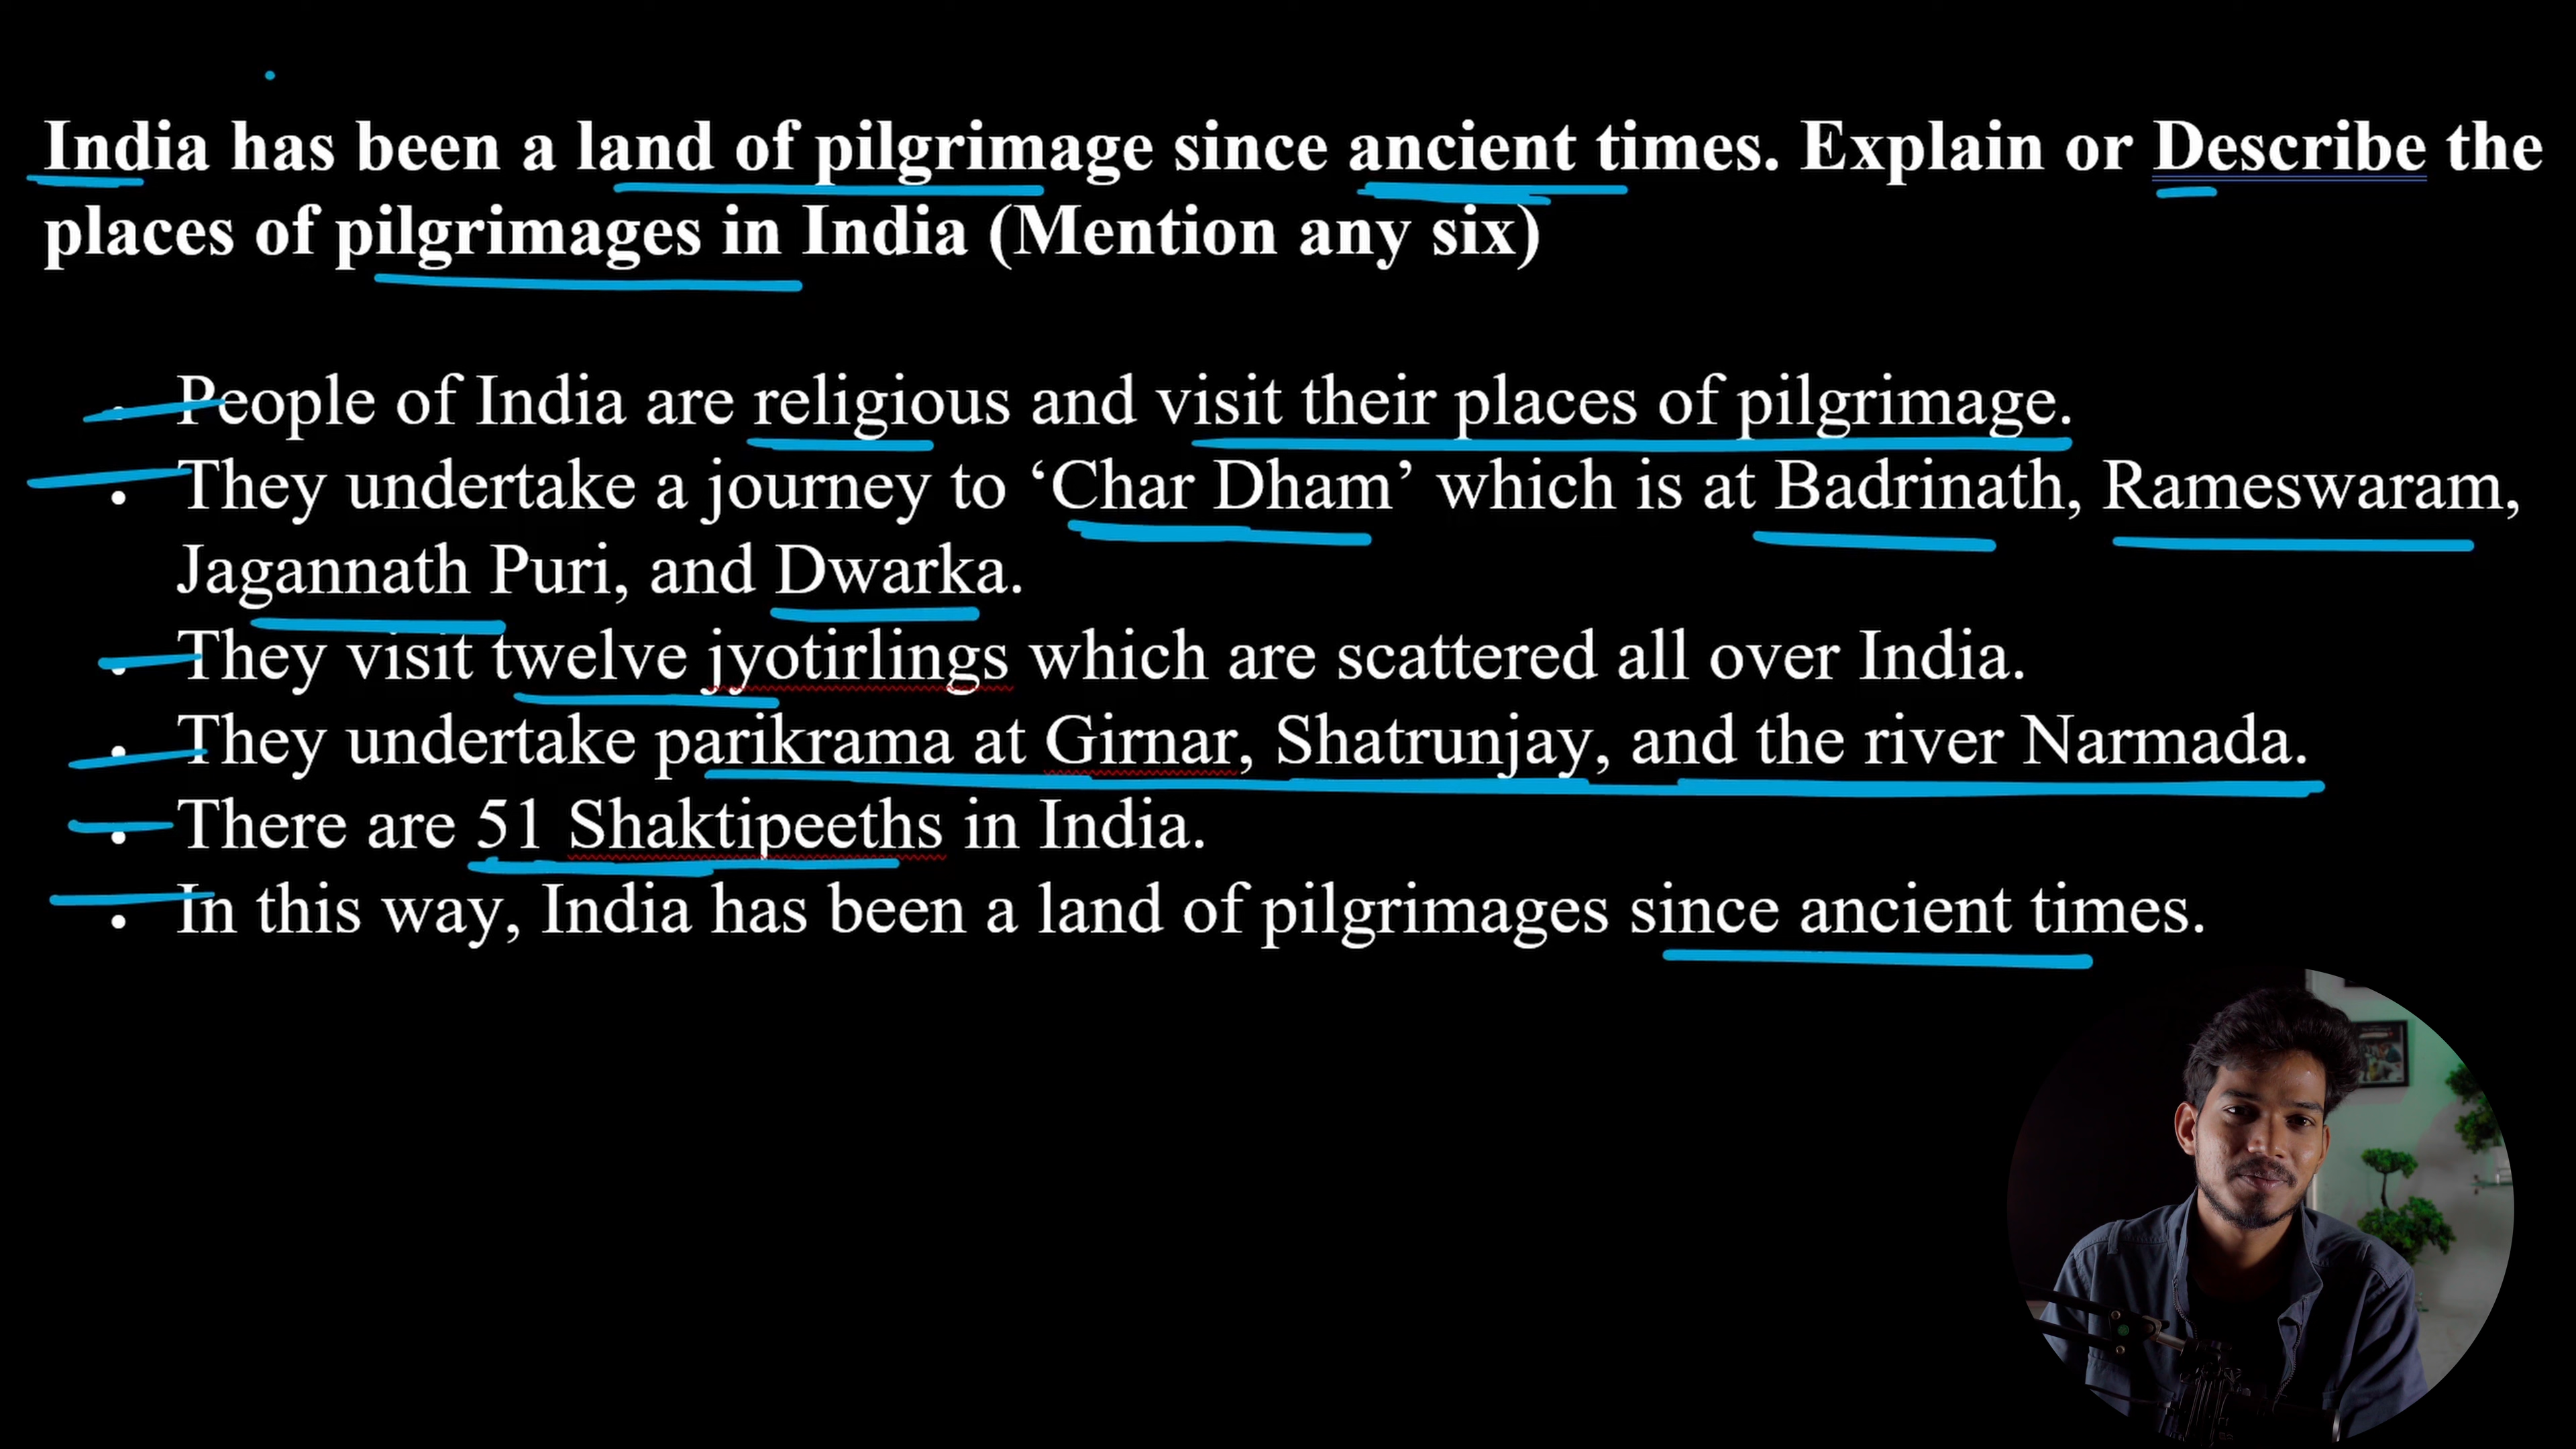 India has been a land of pilgrimage since ancient times. Explain or Describe the
places of pilgrimages in India (Mention any six)
• People of India are religious and visit their places of pilgrimage.
• They undertake a journey to ‘Char Dham’ which is at Badrinath, Rameswaram,
Jagannath Puri, and Dwarka.
• They visit twelve jyotirlings which are scattered all over India.
• They undertake parikrama at Girnar, Shatrunjay, and the river Narmada.
• There are 51 Shaktipeeths in India.
• In this way, India has been a land of pilgrimages since ancient times.